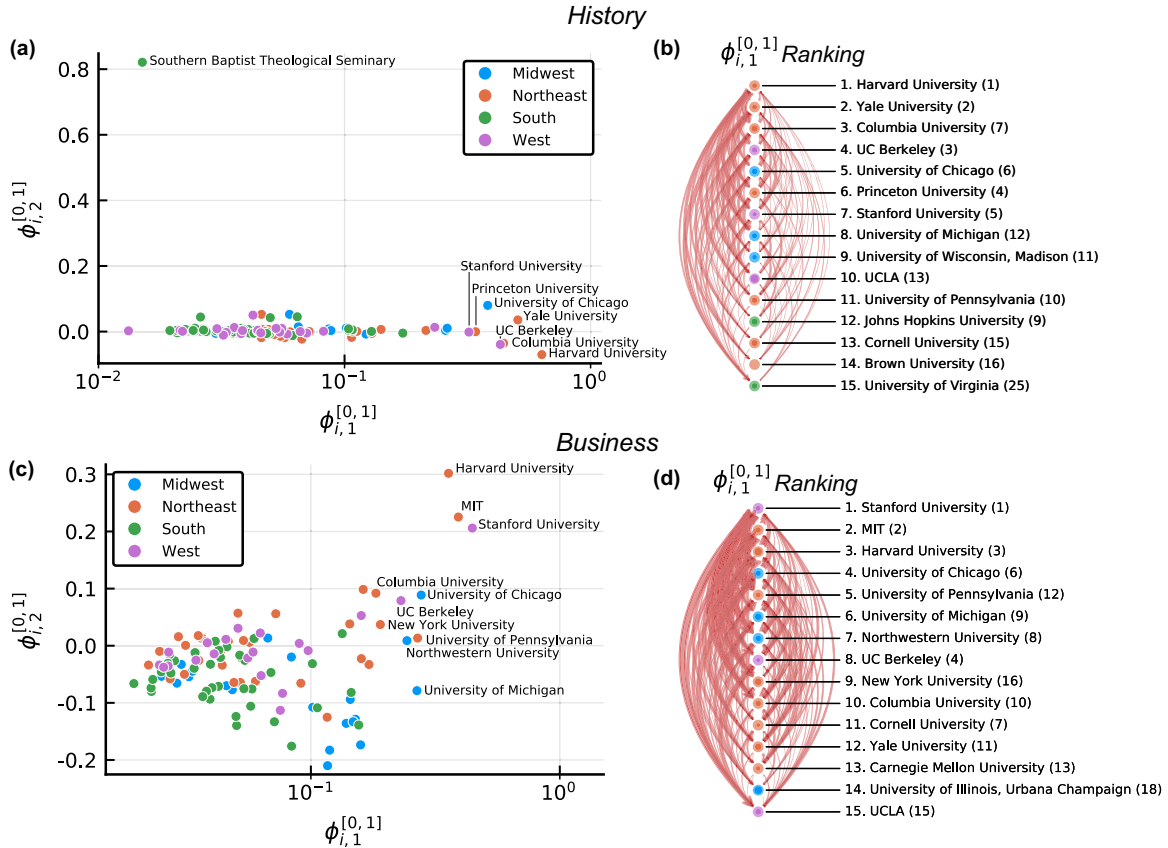 History
(a)
0.8
0.6
0.4
0.2
0.0
ϕ_{i,2}^{[0,1]}
Southern Baptist Theological Seminary
Midwest
Northeast
South
West
Stanford University
Princeton University
University of Chicago
Yale University
UC Berkeley
Columbia University
Harvard University
10^{-2}
10^{-1}
10^{0}
ϕ_{i,1}^{[0,1]}
(b)
ϕ_{i,1}^{[0,1]} Ranking
1. Harvard University (1)
2. Yale University (2)
3. Columbia University (7)
4. UC Berkeley (3)
5. University of Chicago (6)
6. Princeton University (4)
7. Stanford University (5)
8. University of Michigan (12)
9. University of Wisconsin, Madison (11)
10. UCLA (13)
11. University of Pennsylvania (10)
12. Johns Hopkins University (9)
13. Cornell University (15)
14. Brown University (16)
15. University of Virginia (25)
Business
(c)
0.3
0.2
0.1
0.0
-0.1
-0.2
ϕ_{i,2}^{[0,1]}
Midwest
Northeast
South
West
Harvard University
MIT
Stanford University
Columbia University
University of Chicago
UC Berkeley
New York University
University of Pennsylvania
Northwestern University
University of Michigan
10^{-1}
10^{0}
ϕ_{i,1}^{[0,1]}
(d)
ϕ_{i,1}^{[0,1]} Ranking
1. Stanford University (1)
2. MIT (2)
3. Harvard University (3)
4. University of Chicago (6)
5. University of Pennsylvania (12)
6. University of Michigan (9)
7. Northwestern University (8)
8. UC Berkeley (4)
9. New York University (16)
10. Columbia University (10)
11. Cornell University (7)
12. Yale University (11)
13. Carnegie Mellon University (13)
14. University of Illinois, Urbana Champaign (18)
15. UCLA (15)